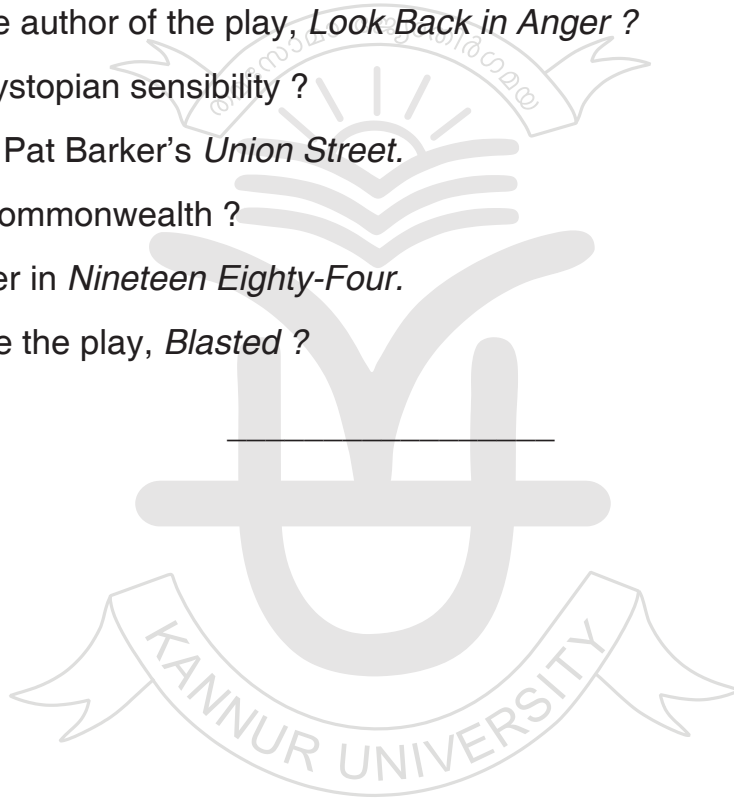 e author of the play, Look Back in Anger ?
ystopian sensibility ?
Pat Barker's Union Street.
ommonwealth ?
er in Nineteen Eighty-Four.
e the play, Blasted ?
KANNUR UNIVERSITY